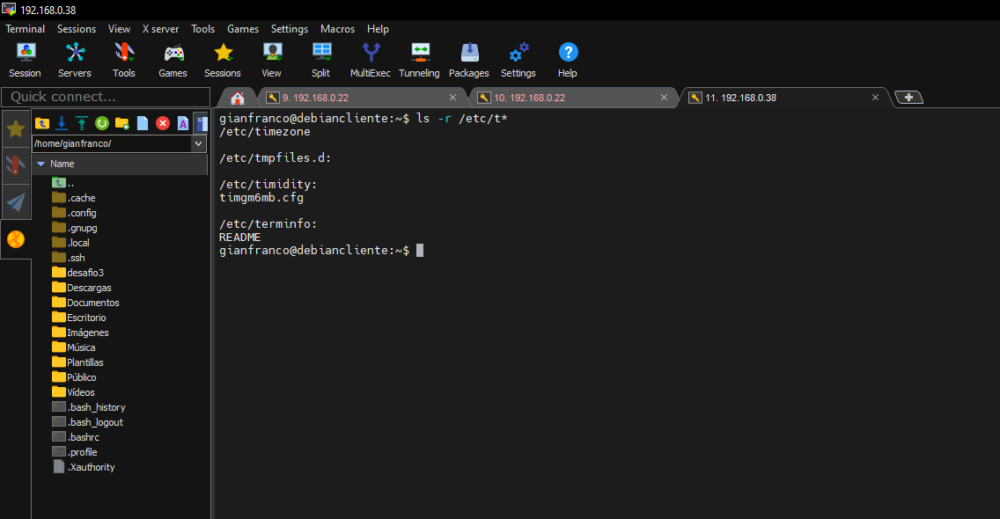 192.168.0.38
Terminal Sessions View X server Tools Games Settings Macros Help
Session Servers Tools Games Sessions View Split MultiExec Tunneling Packages Settings Help
Quick connect...
9. 192.168.0.22
10. 192.168.0.22
11. 192.168.0.38
/home/gianfranco/
Name
..
.cache
.config
.gnupg
.local
.ssh
desafio3
Descargas
Documentos
Escritorio
Imágenes
Música
Plantillas
Público
Vídeos
.bash_history
.bash_logout
.bashrc
.profile
.Xauthority
gianfranco@debiancliente:~$ ls -r /etc/t*
/etc/timezone
/etc/tmpfiles.d:
/etc/timidity:
timgm6mb.cfg
/etc/terminfo:
README
gianfranco@debiancliente:~$